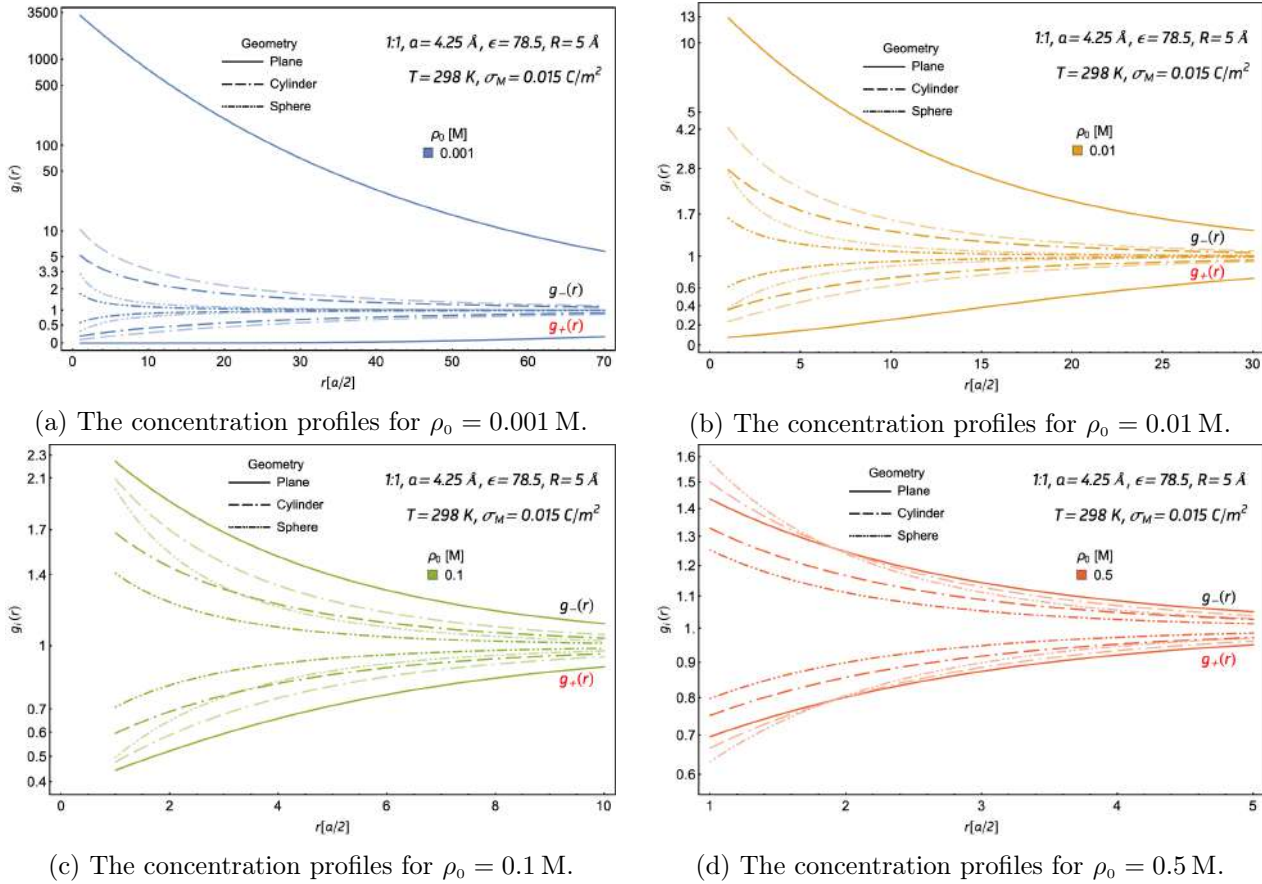 3500
1000
500
100
50
10
5
3.3
2
1
0.5
0
gᵢ(r)
Geometry
Plane
Cylinder
Sphere
1:1, a = 4.25 Å, ϵ = 78.5, R = 5 Å
T = 298 K, σ_M = 0.015 C/m²
ρ₀ [M]
0.001
g₋(r)
g₊(r)
0 10 20 30 40 50 60 70
r[a/2]
(a) The concentration profiles for ρ₀ = 0.001 M.
13
10
5
4.2
2.8
1.7
1
0.6
0.2
0
gᵢ(r)
Geometry
Plane
Cylinder
Sphere
1:1, a = 4.25 Å, ϵ = 78.5, R = 5 Å
T = 298 K, σ_M = 0.015 C/m²
ρ₀ [M]
0.01
g₋(r)
g₊(r)
0 5 10 15 20 25 30
r[a/2]
(b) The concentration profiles for ρ₀ = 0.01 M.
2.3
2.1
1.7
1.4
1
0.7
0.6
0.5
0.4
gᵢ(r)
Geometry
Plane
Cylinder
Sphere
1:1, a = 4.25 Å, ϵ = 78.5, R = 5 Å
T = 298 K, σ_M = 0.015 C/m²
ρ₀ [M]
0.1
g₋(r)
g₊(r)
0 2 4 6 8 10
r[a/2]
(c) The concentration profiles for ρ₀ = 0.1 M.
1.6
1.5
1.4
1.3
1.2
1.1
1
0.9
0.8
0.7
0.6
gᵢ(r)
Geometry
Plane
Cylinder
Sphere
1:1, a = 4.25 Å, ϵ = 78.5, R = 5 Å
T = 298 K, σ_M = 0.015 C/m²
ρ₀ [M]
0.5
g₋(r)
g₊(r)
1 2 3 4 5
r[a/2]
(d) The concentration profiles for ρ₀ = 0.5 M.